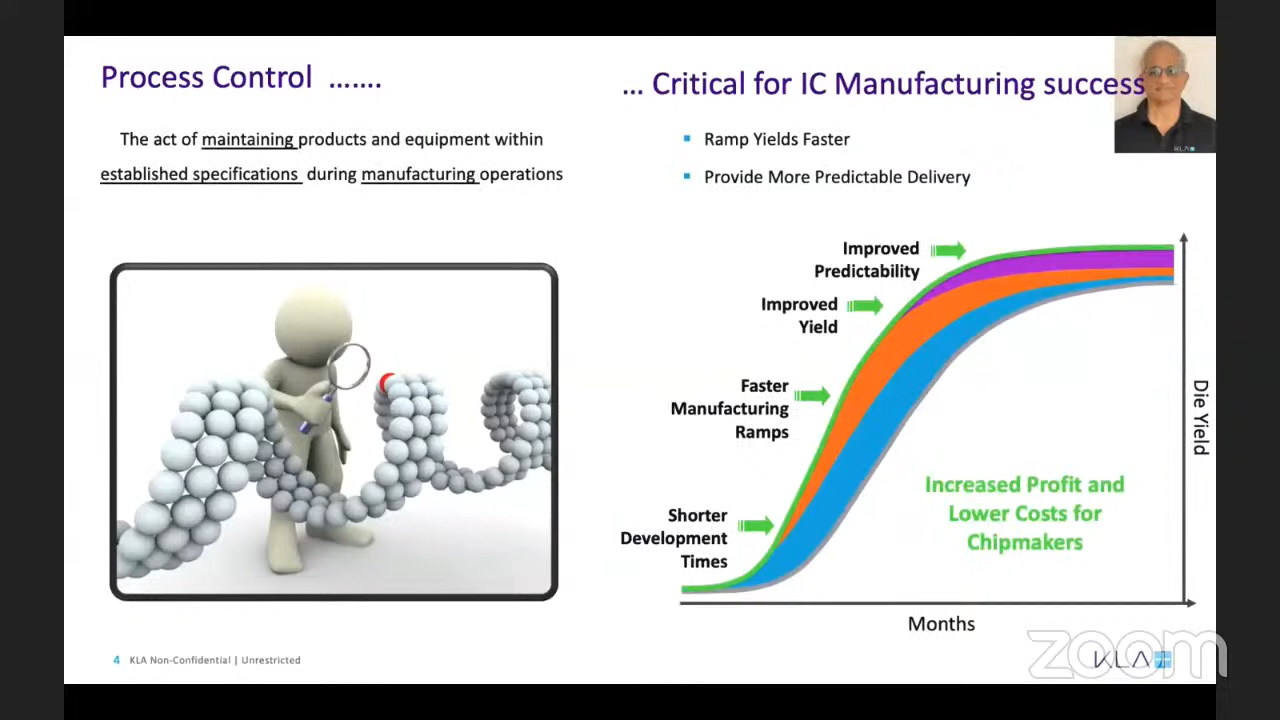 Process Control .......
The act of maintaining products and equipment within
established specifications during manufacturing operations
... Critical for IC Manufacturing success
▪ Ramp Yields Faster
▪ Provide More Predictable Delivery
Improved
Predictability
Improved
Yield
Faster
Manufacturing
Ramps
Shorter
Development
Times
Increased Profit and
Lower Costs for
Chipmakers
Die Yield
Months
4 KLA Non-Confidential | Unrestricted
KLA
zoom
KLA